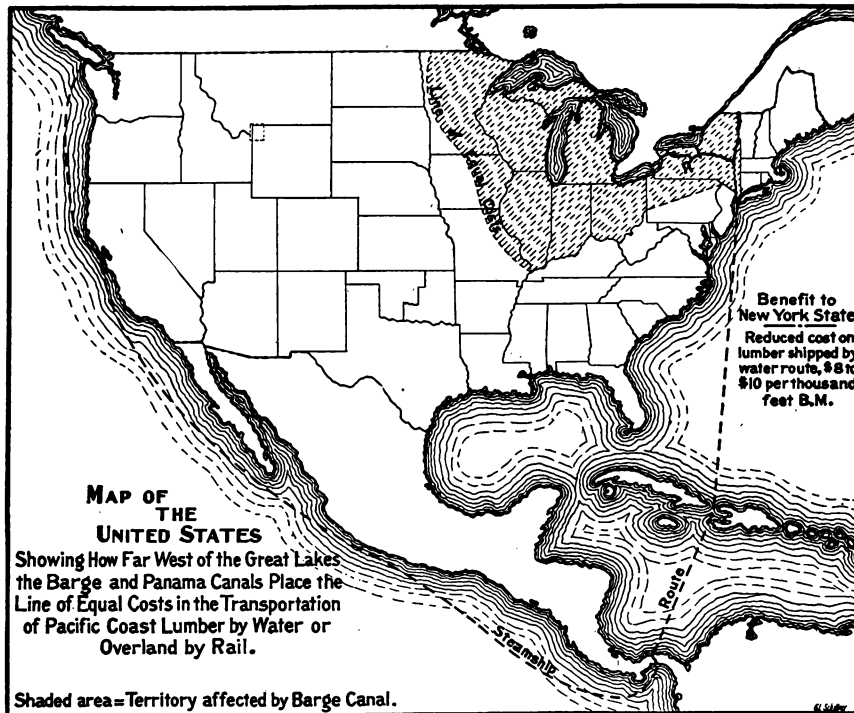 Line of Equal Costs
Benefit to
New York State
Reduced cost on
lumber shipped by
water route, $8 to
$10 per thousand
feet B.M.
MAP OF
THE
UNITED STATES
Showing How Far West of the Great Lakes
the Barge and Panama Canals Place the
Line of Equal Costs in the Transportation
of Pacific Coast Lumber by Water or
Overland by Rail.
Steamship
Route
Shaded area=Territory affected by Barge Canal.